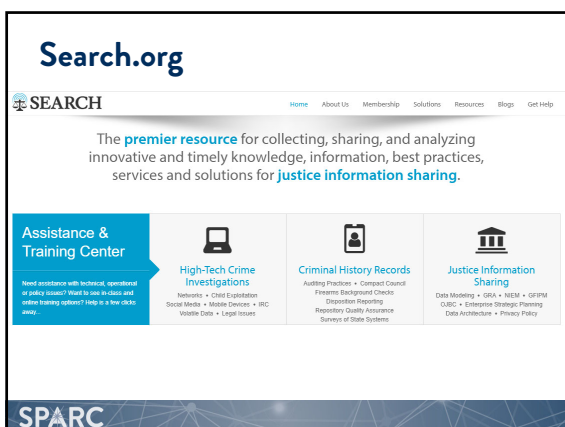 Search.org
SEARCH
Home About Us Membership Solutions Resources Blogs Get Help
The premier resource for collecting, sharing, and analyzing
innovative and timely knowledge, information, best practices,
services and solutions for justice information sharing.
Assistance &
Training Center
Need assistance with technical, operational
or policy issues? Want to see in-class and
online training options? Help is a few clicks
away...
High-Tech Crime
Investigations
Networks • Child Exploitation
Social Media • Mobile Devices • IRC
Volatile Data • Legal Issues
Criminal History Records
Auditing Practices • Compact Council
Firearms Background Checks
Disposition Reporting
Repository Quality Assurance
Surveys of State Systems
Justice Information
Sharing
Data Modeling • GRA • NIEM • GFIPM
OJBC • Enterprise Strategic Planning
Data Architecture • Privacy Policy
SPARC